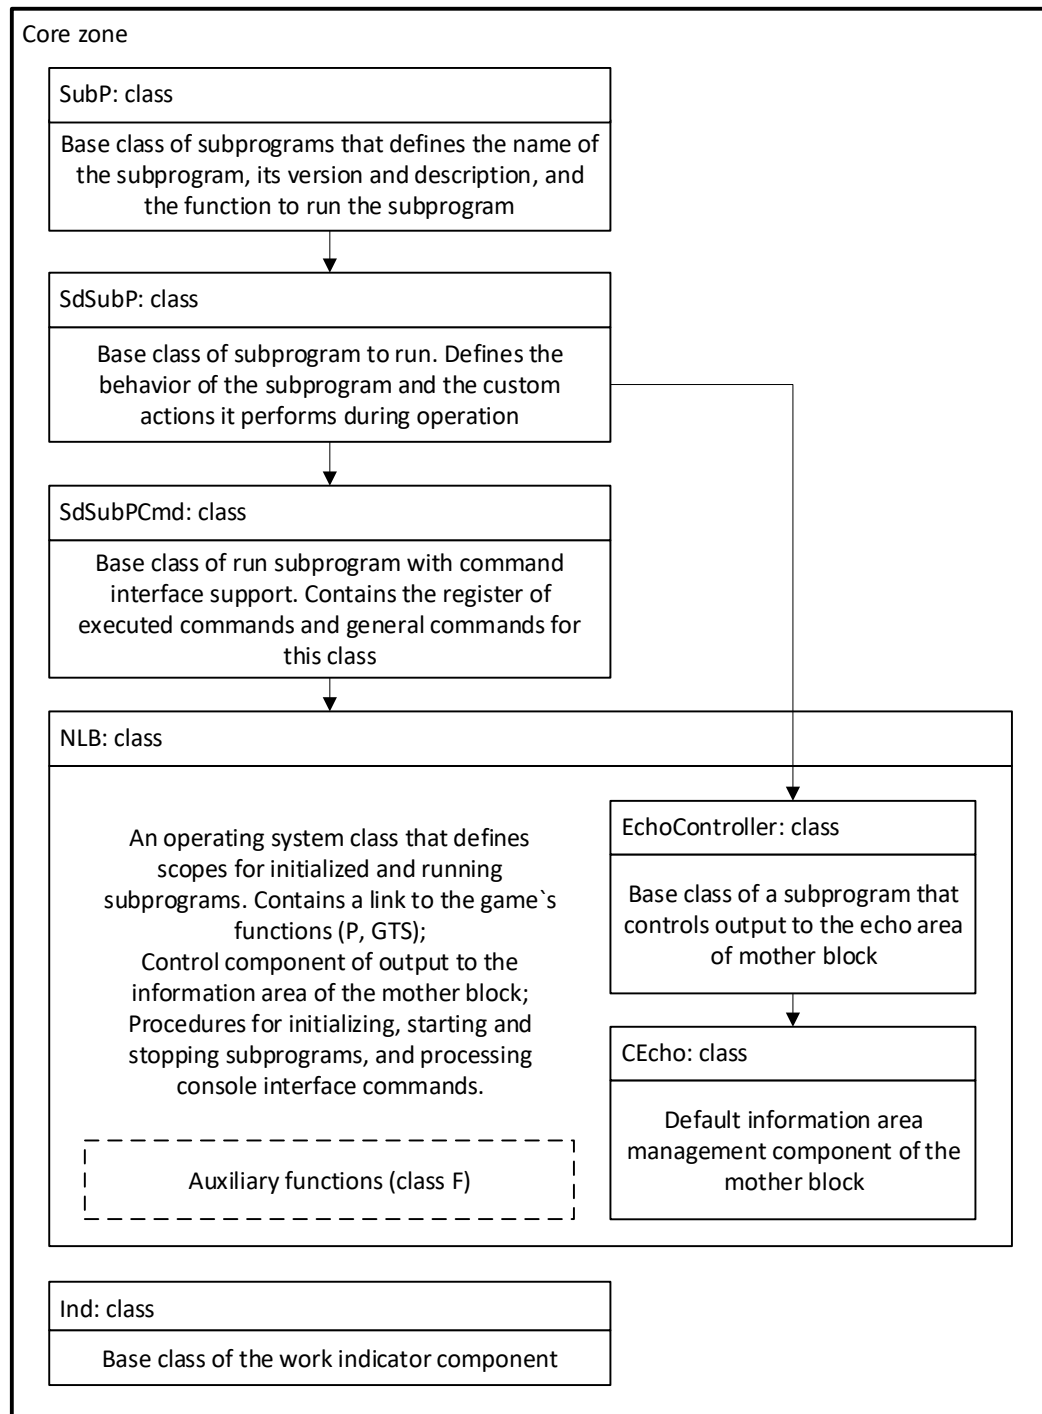 Core zone
SubP: class
Base class of subprograms that defines the name of
the subprogram, its version and description, and
the function to run the subprogram
SdSubP: class
Base class of subprogram to run. Defines the
behavior of the subprogram and the custom
actions it performs during operation
SdSubPCmd: class
Base class of run subprogram with command
interface support. Contains the register of
executed commands and general commands for
this class
NLB: class
An operating system class that defines
scopes for initialized and running
subprograms. Contains a link to the game`s
functions (P, GTS);
Control component of output to the
information area of the mother block;
Procedures for initializing, starting and
stopping subprograms, and processing
console interface commands.
Auxiliary functions (class F)
EchoController: class
Base class of a subprogram that
controls output to the echo area
of mother block
CEcho: class
Default information area
management component of the
mother block
Ind: class
Base class of the work indicator component